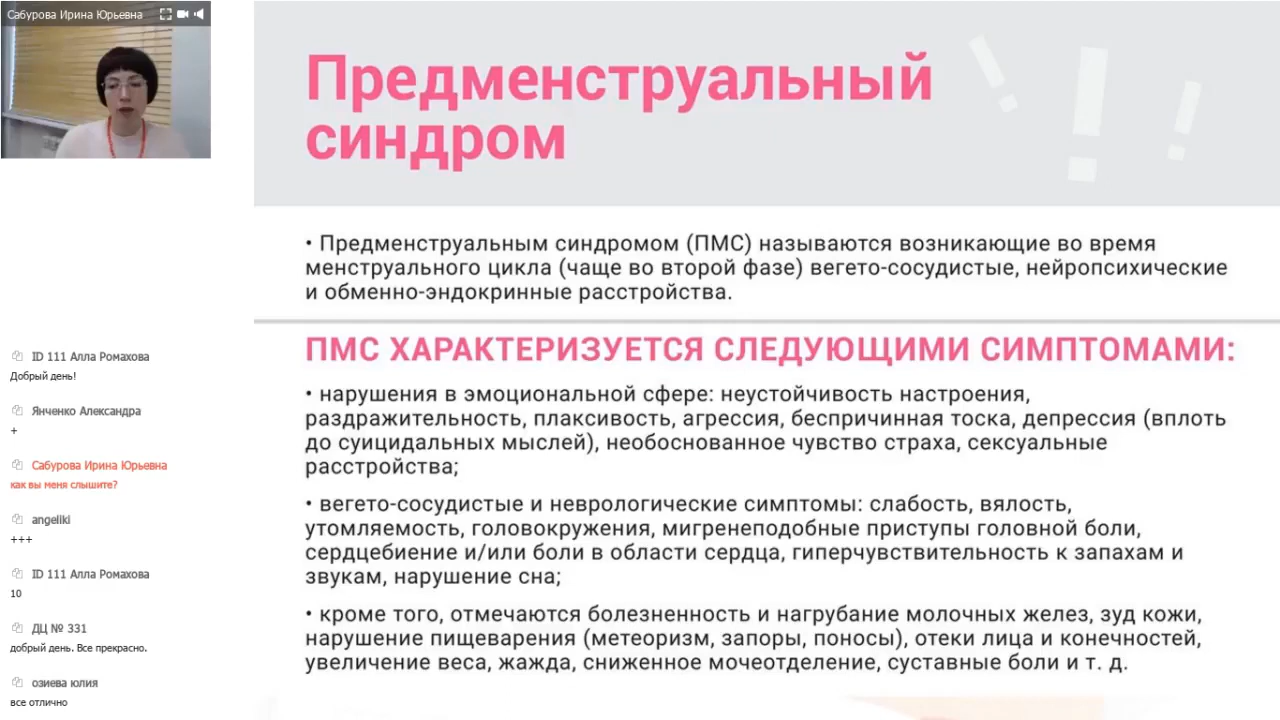 Сабурова Ирина Юрьевна
Предменструальный
синдром
• Предменструальным синдромом (ПМС) называются возникающие во время
менструального цикла (чаще во второй фазе) вегето-сосудистые, нейропсихические
и обменно-эндокринные расстройства.
ПМС ХАРАКТЕРИЗУЕТСЯ СЛЕДУЮЩИМИ СИМПТОМАМИ:
• нарушения в эмоциональной сфере: неустойчивость настроения,
раздражительность, плаксивость, агрессия, беспричинная тоска, депрессия (вплоть
до суицидальных мыслей), необоснованное чувство страха, сексуальные
расстройства;
• вегето-сосудистые и неврологические симптомы: слабость, вялость,
утомляемость, головокружения, мигренеподобные приступы головной боли,
сердцебиение и/или боли в области сердца, гиперчувствительность к запахам и
звукам, нарушение сна;
• кроме того, отмечаются болезненность и нагрубание молочных желез, зуд кожи,
нарушение пищеварения (метеоризм, запоры, поносы), отеки лица и конечностей,
увеличение веса, жажда, сниженное мочеотделение, суставные боли и т. д.
ID 111 Алла Ромахова
Добрый день!
Янченко Александра
+
Сабурова Ирина Юрьевна
как вы меня слышите?
angeliki
+++
ID 111 Алла Ромахова
10
ДЦ № 331
добрый день. Все прекрасно.
озиева юлия
все отлично